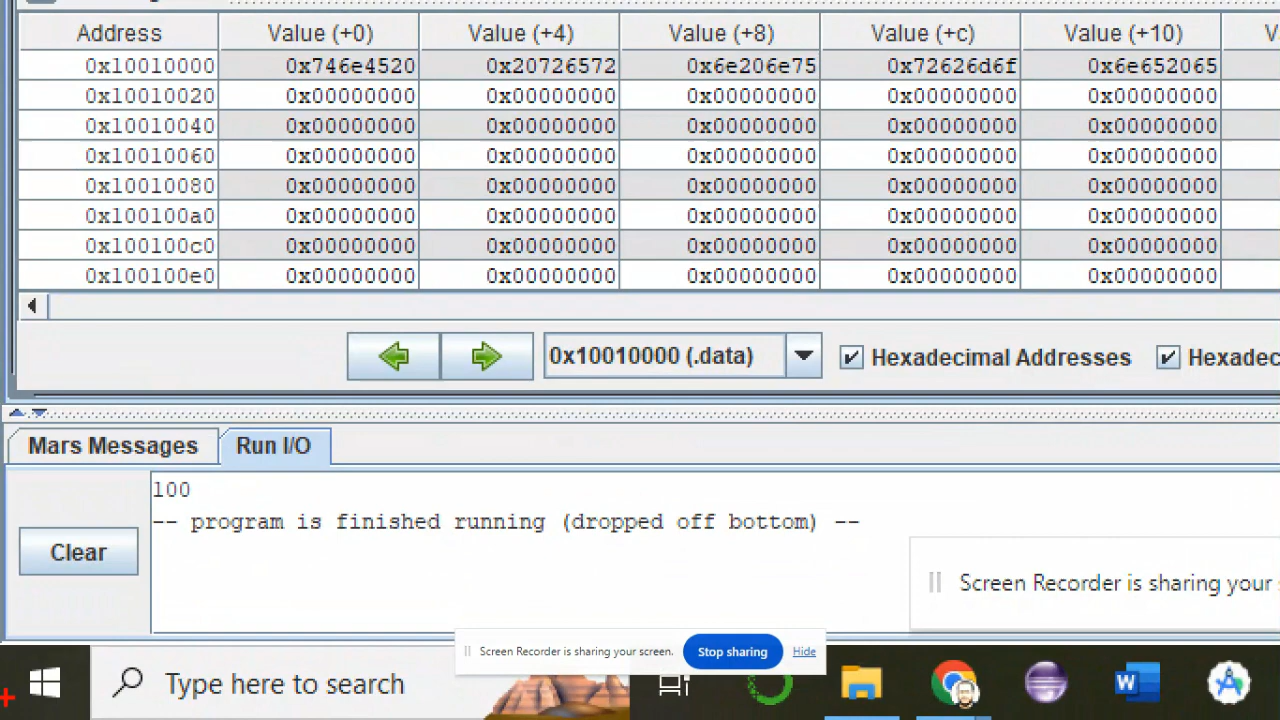 Address Value (+0) Value (+4) Value (+8) Value (+c) Value (+10) V
0x10010000 0x746e4520 0x20726572 0x6e206e75 0x72626d6f 0x6e652065
0x10010020 0x00000000 0x00000000 0x00000000 0x00000000 0x00000000
0x10010040 0x00000000 0x00000000 0x00000000 0x00000000 0x00000000
0x10010060 0x00000000 0x00000000 0x00000000 0x00000000 0x00000000
0x10010080 0x00000000 0x00000000 0x00000000 0x00000000 0x00000000
0x100100a0 0x00000000 0x00000000 0x00000000 0x00000000 0x00000000
0x100100c0 0x00000000 0x00000000 0x00000000 0x00000000 0x00000000
0x100100e0 0x00000000 0x00000000 0x00000000 0x00000000 0x00000000
0x10010000 (.data) Hexadecimal Addresses Hexadec
Mars Messages Run I/O
100
-- program is finished running (dropped off bottom) --
Clear
Screen Recorder is sharing your
Screen Recorder is sharing your screen. Stop sharing Hide
Type here to search
W